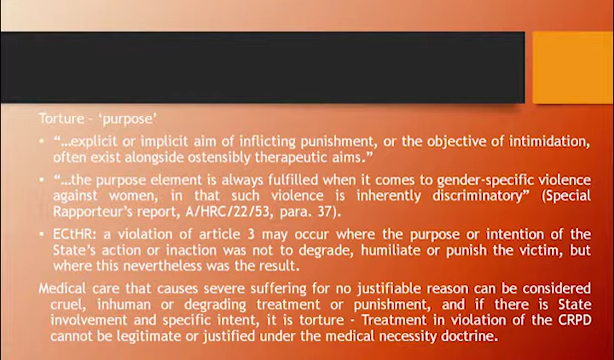 Torture – ‘purpose’
• “…explicit or implicit aim of inflicting punishment, or the objective of intimidation,
often exist alongside ostensibly therapeutic aims.”
• “…the purpose element is always fulfilled when it comes to gender-specific violence
against women, in that such violence is inherently discriminatory” (Special
Rapporteur’s report, A/HRC/22/53, para. 37).
• ECtHR: a violation of article 3 may occur where the purpose or intention of the
State’s action or inaction was not to degrade, humiliate or punish the victim, but
where this nevertheless was the result.
Medical care that causes severe suffering for no justifiable reason can be considered
cruel, inhuman or degrading treatment or punishment, and if there is State
involvement and specific intent, it is torture – Treatment in violation of the CRPD
cannot be legitimate or justified under the medical necessity doctrine.